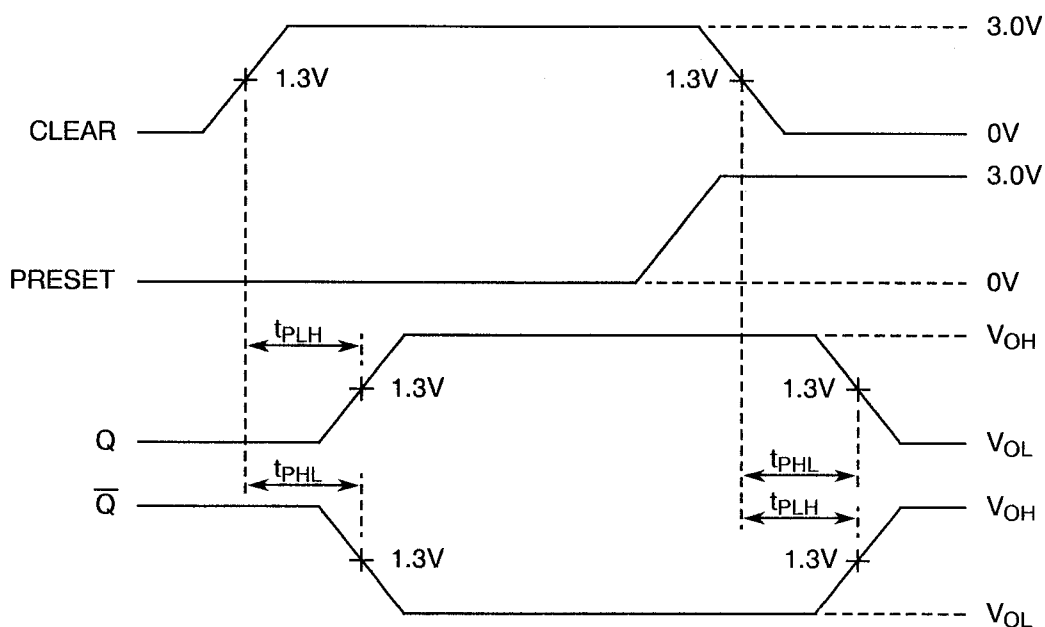 3.0V
1.3V 1.3V
CLEAR 0V
3.0V
PRESET 0V
tPLH VOH
1.3V 1.3V
Q VOL
tPHL tPHL
Q̅ VOH
tPLH
1.3V 1.3V
VOL